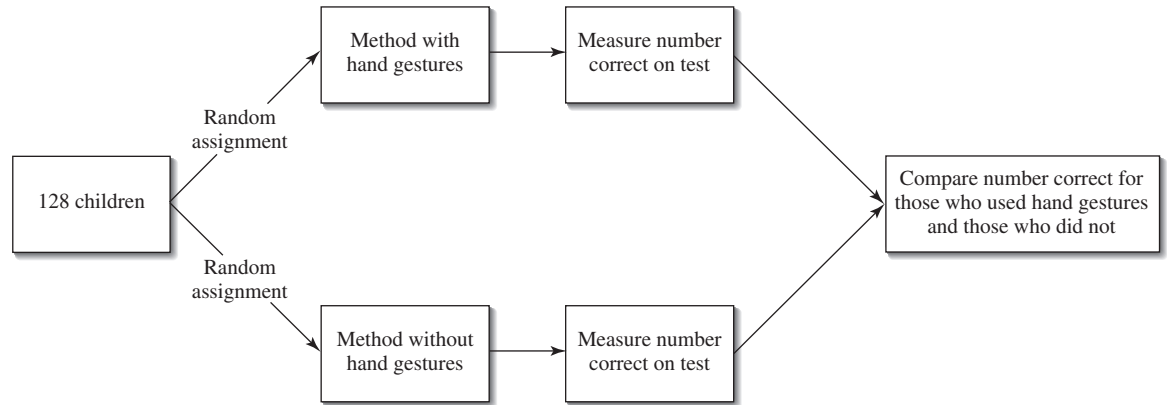 Method with
hand gestures
Measure number
correct on test
Random
assignment
128 children
Compare number correct for
those who used hand gestures
and those who did not
Random
assignment
Method without
hand gestures
Measure number
correct on test